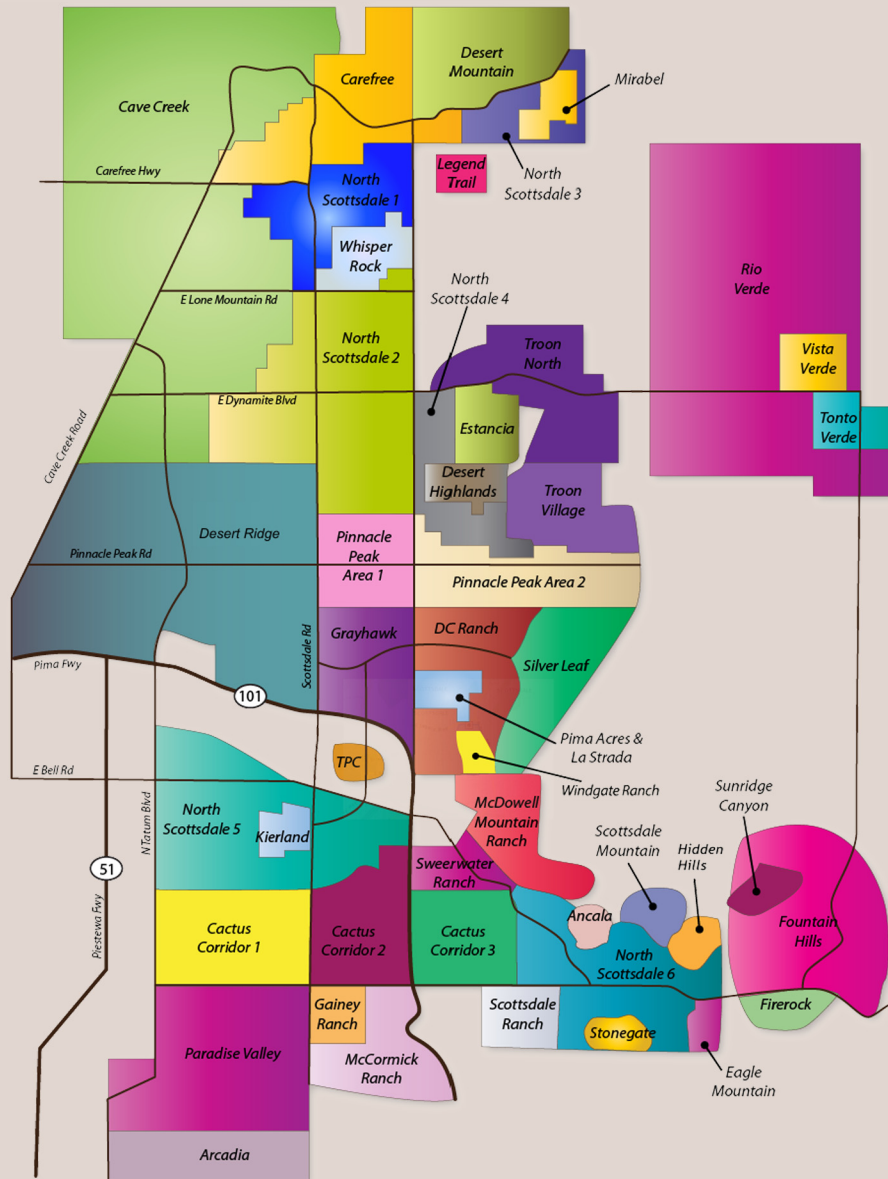 Desert
Mountain
Carefree
Cave Creek
Mirabel
Carefree Hwy
Legend
Trail
North
Scottsdale 3
North
Scottsdale 1
Whisper
Rock
Rio
Verde
North
Scottsdale 4
E Lone Mountain Rd
North
Scottsdale 2
Troon
North
Vista
Verde
E Dynamite Blvd
Estancia
Tonto
Verde
Cave Creek Road
Desert
Highlands
Troon
Village
Desert Ridge
Pinnacle
Peak
Area 1
Pinnacle Peak Rd
Pinnacle Peak Area 2
Scottsdale Rd
Grayhawk
DC Ranch
Silver Leaf
Pima Fwy
101
Pima Acres &
La Strada
TPC
E Bell Rd
Windgate Ranch
N Tatum Blvd
North
Scottsdale 5
Kierland
McDowell
Mountain
Ranch
Sunridge
Canyon
Scottsdale
Mountain
Hidden
Hills
51
Sweerwater
Ranch
Piestewa Fwy
Cactus
Corridor 1
Cactus
Corridor 2
Cactus
Corridor 3
Ancala
Fountain
Hills
North
Scottsdale 6
Gainey
Ranch
Scottsdale
Ranch
Firerock
Stonegate
Paradise Valley
McCormick
Ranch
Eagle
Mountain
Arcadia